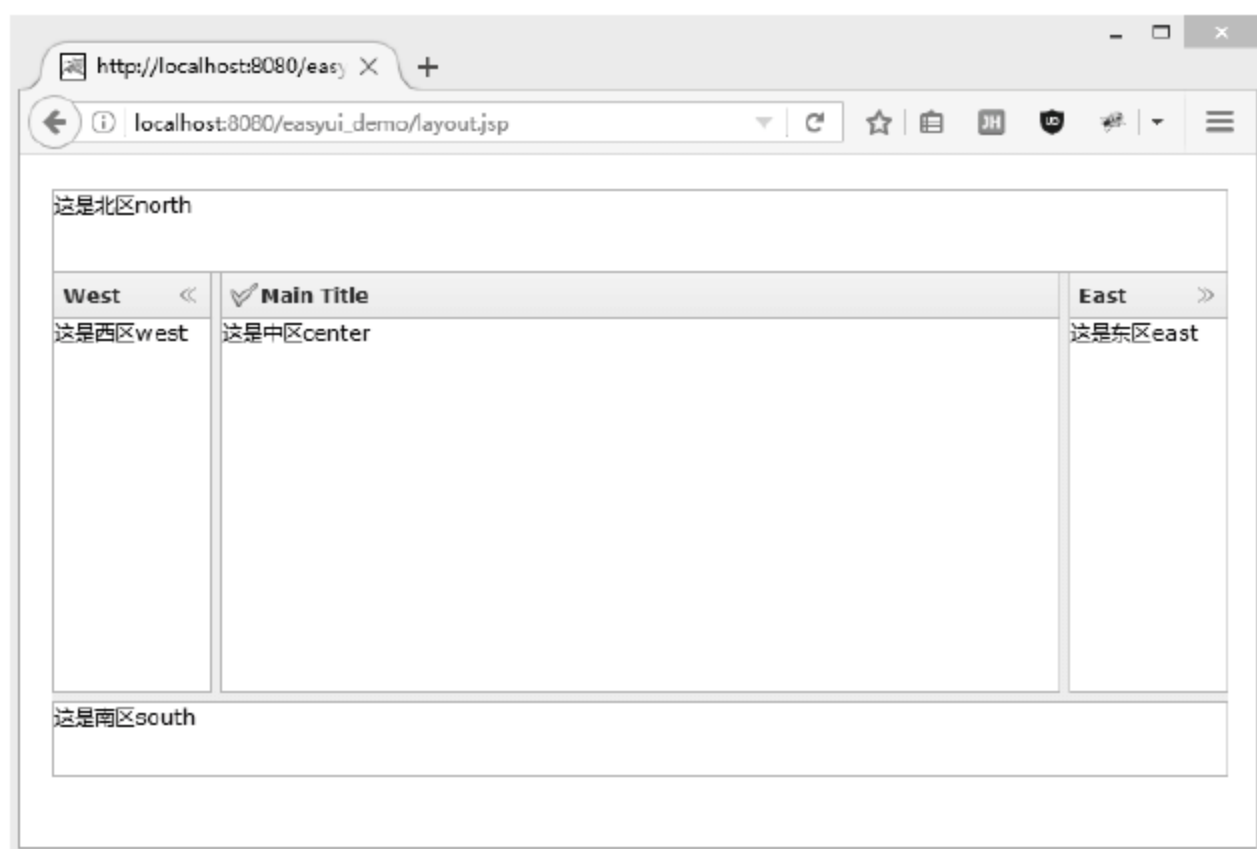 http://localhost:8080/easy
localhost:8080/easyui_demo/layout.jsp
JH
这是北区north
West
Main Title
East
这是西区west
这是中区center
这是东区east
这是南区south